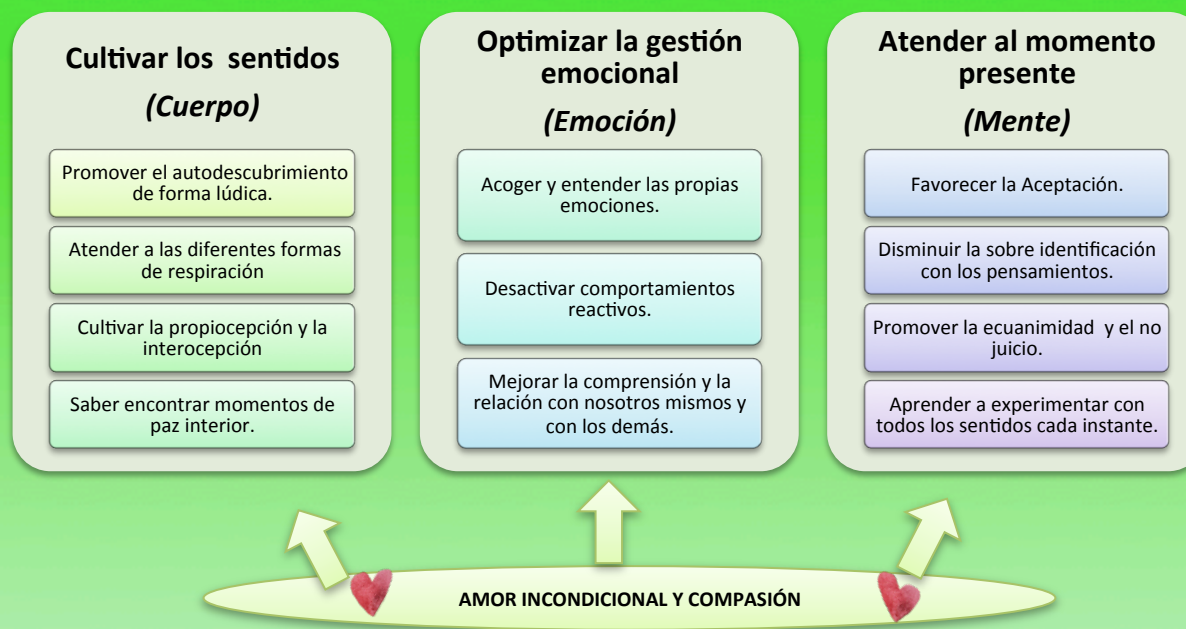 Cultivar los sentidos
(Cuerpo)
Promover el autodescubrimiento
de forma lúdica.
Atender a las diferentes formas
de respiración
Cultivar la propiocepción y la
interocepción
Saber encontrar momentos de
paz interior.
Optimizar la gestión
emocional
(Emoción)
Acoger y entender las propias
emociones.
Desactivar comportamientos
reactivos.
Mejorar la comprensión y la
relación con nosotros mismos y
con los demás.
Atender al momento
presente
(Mente)
Favorecer la Aceptación.
Disminuir la sobre identificación
con los pensamientos.
Promover la ecuanimidad y el no
juicio.
Aprender a experimentar con
todos los sentidos cada instante.
AMOR INCONDICIONAL Y COMPASIÓN